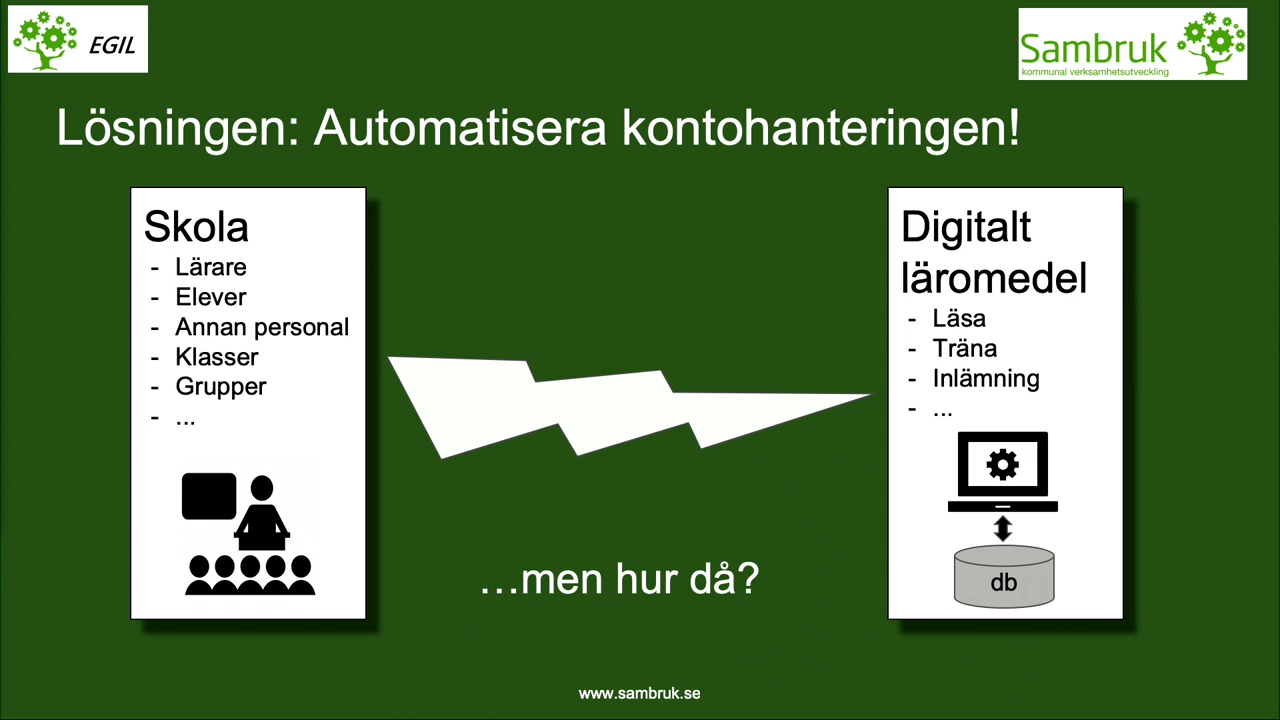 EGIL
Sambruk
kommunal verksamhetsutveckling
Lösningen: Automatisera kontohanteringen!
Skola
- Lärare
- Elever
- Annan personal
- Klasser
- Grupper
- ...
Digitalt
läromedel
- Läsa
- Träna
- Inlämning
- ...
db
…men hur då?
www.sambruk.se